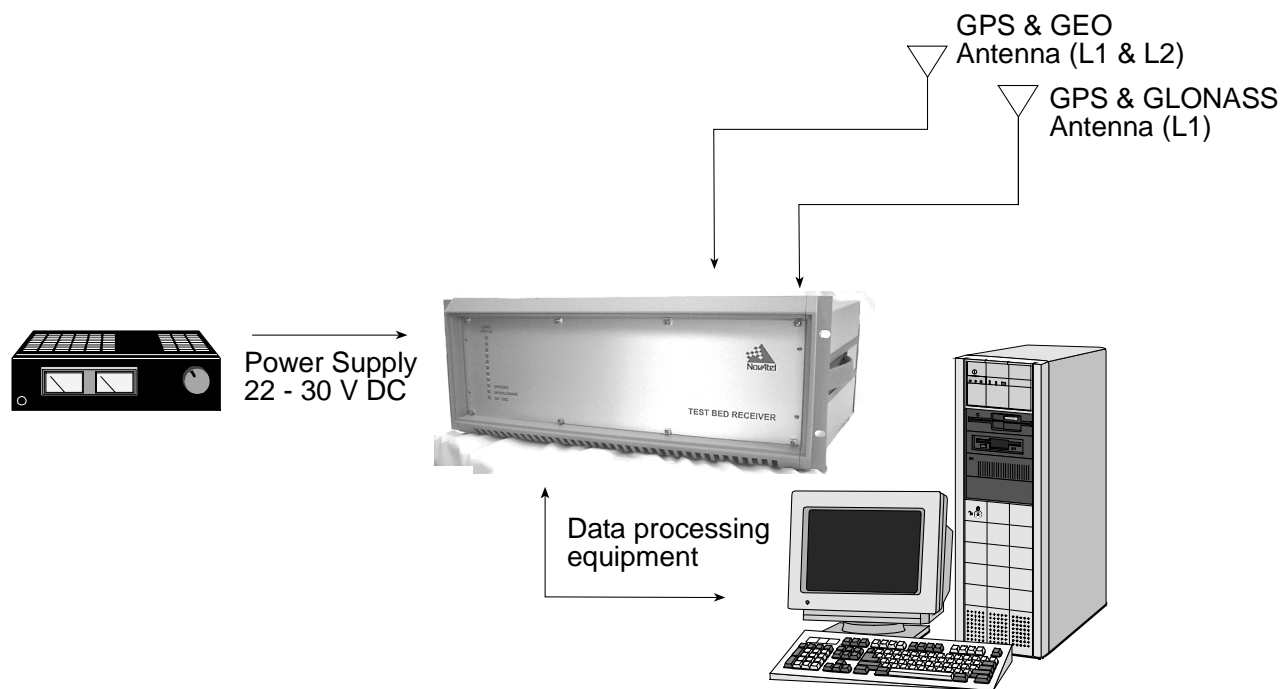 GPS & GEO
Antenna (L1 & L2)
GPS & GLONASS
Antenna (L1)
Power Supply
22 - 30 V DC
NovAtel
TEST BED RECEIVER
Data processing
equipment